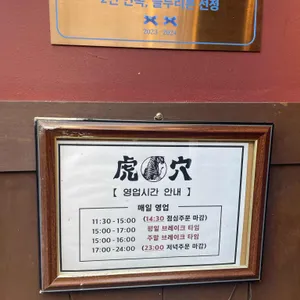 2년 연속, 블루리본 선정
2023 - 2024
虎 穴
【 영업시간 안내 】
매일 영업
11:30 - 15:00 (14:30 점심주문 마감)
15:00 - 17:00 평일 브레이크 타임
15:00 - 16:00 주말 브레이크 타임
17:00 - 24:00 (23:00 저녁주문 마감)